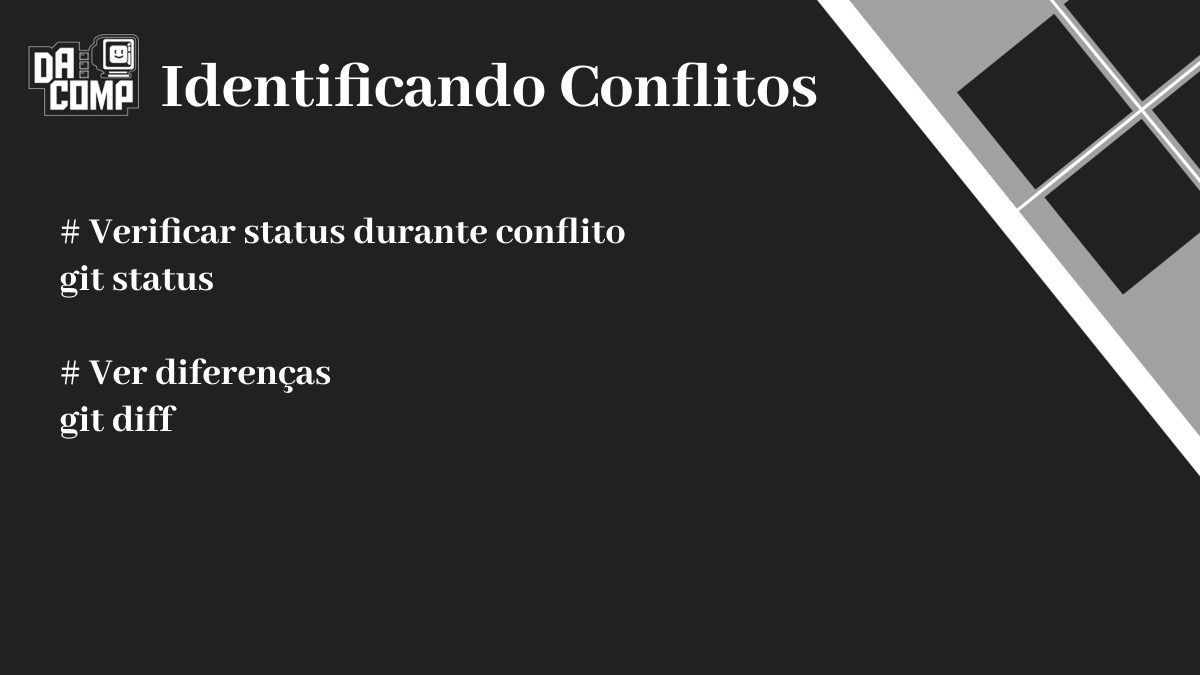 DA
COMP
Identificando Conflitos
# Verificar status durante conflito
git status
# Ver diferenças
git diff